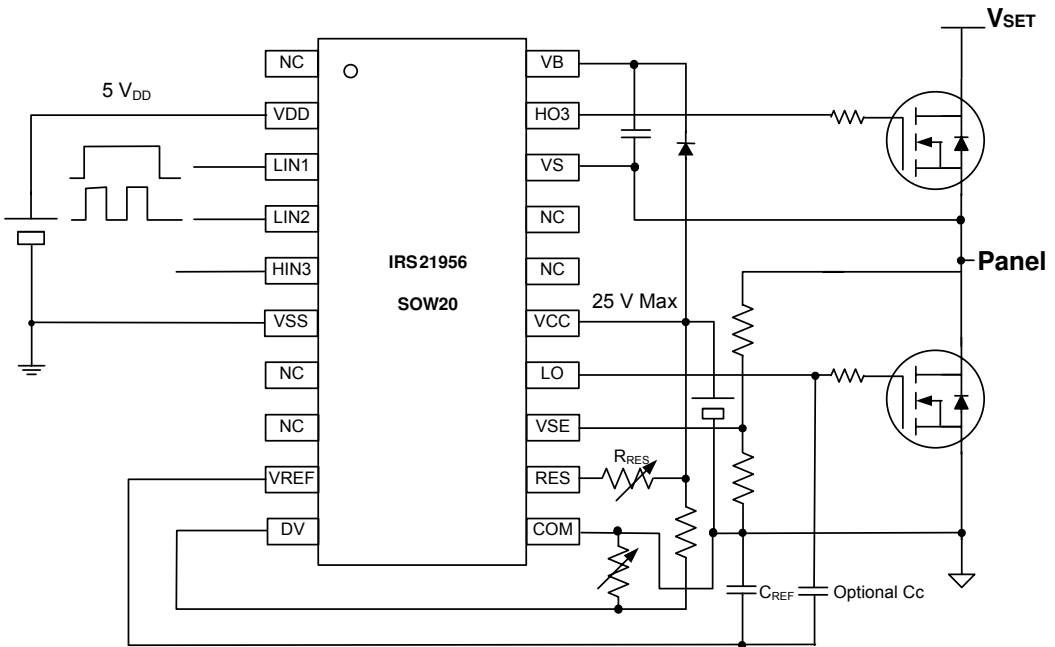 VSET
NC
VB
5 VDD
VDD
HO3
LIN1
VS
LIN2
NC
HIN3
IRS21956
NC
Panel
SOW20
25 V Max
VSS
VCC
NC
LO
NC
VSE
VREF
RES
RRES
DV
COM
CREF
Optional Cc